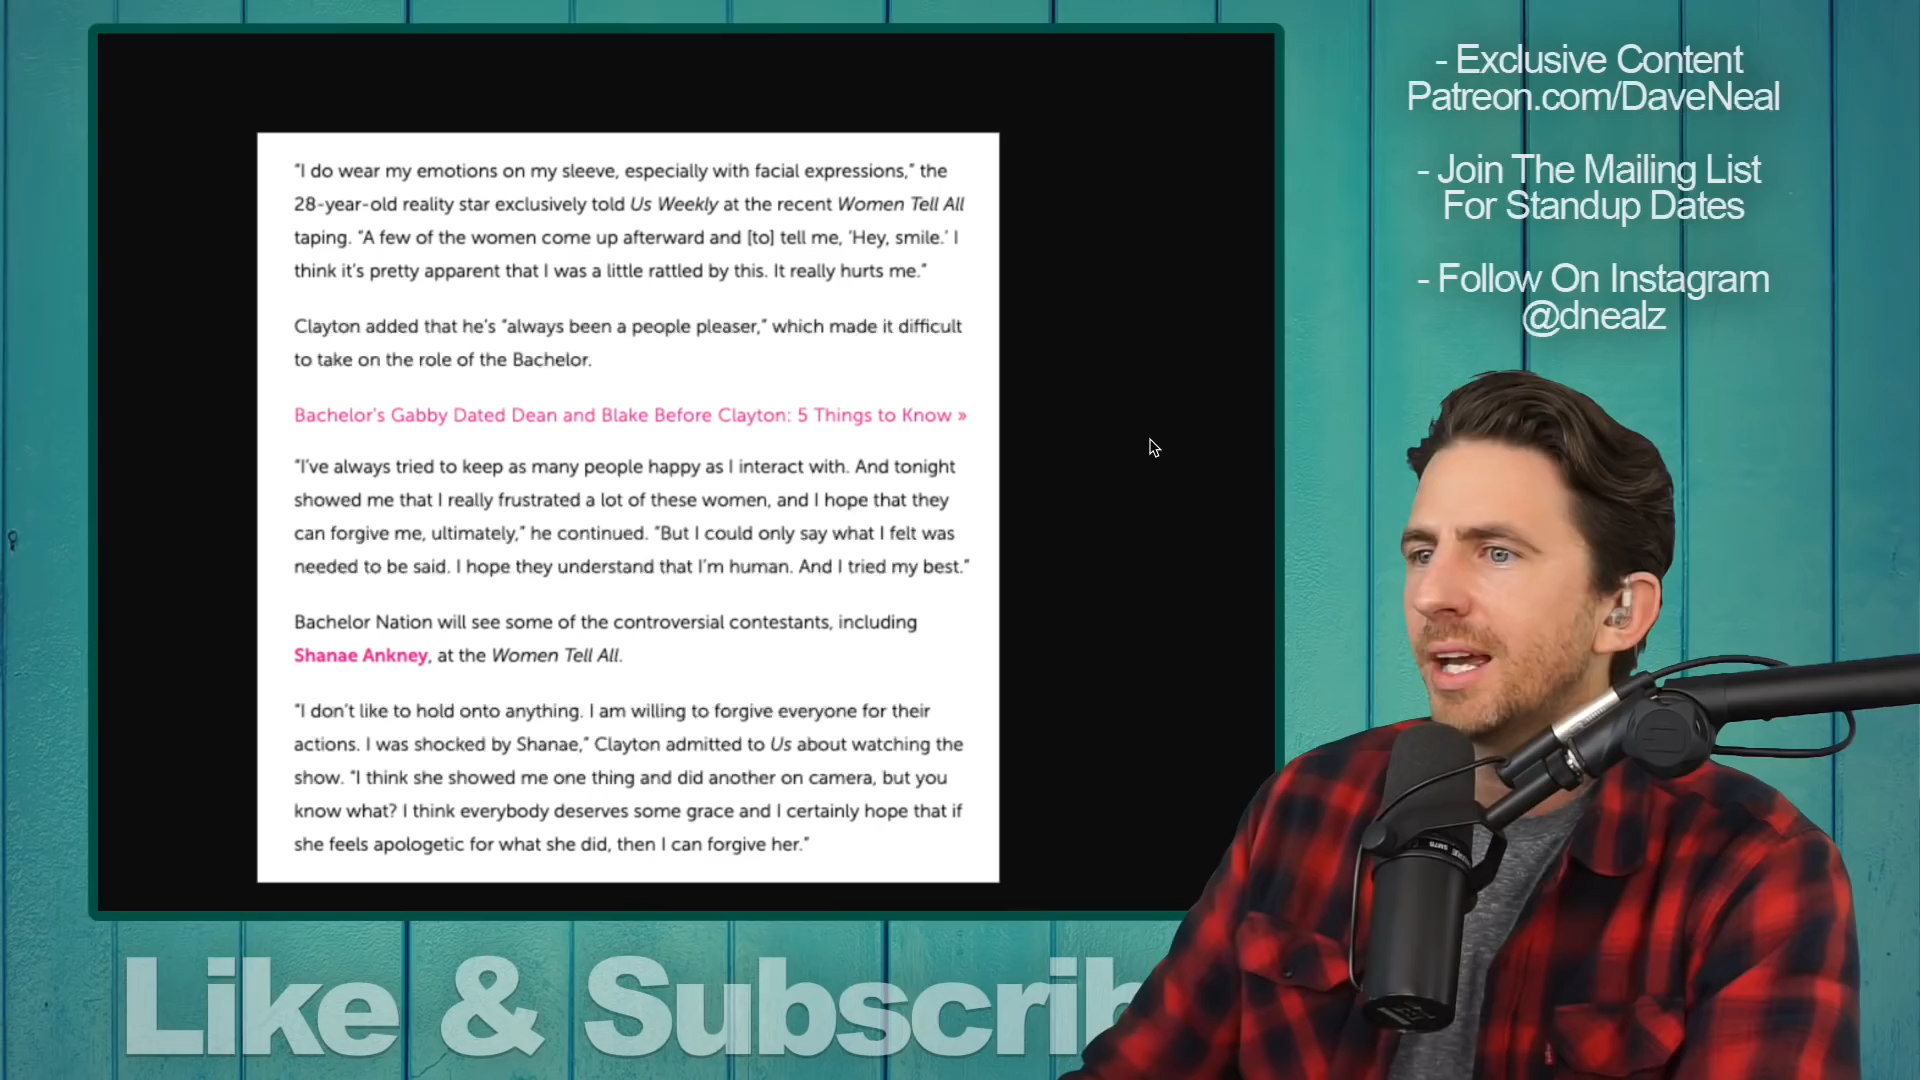 "I do wear my emotions on my sleeve, especially with facial expressions," the
28-year-old reality star exclusively told Us Weekly at the recent Women Tell All
taping. "A few of the women come up afterward and [to] tell me, 'Hey, smile.' I
think it's pretty apparent that I was a little rattled by this. It really hurts me."
Clayton added that he's "always been a people pleaser," which made it difficult
to take on the role of the Bachelor.
Bachelor's Gabby Dated Dean and Blake Before Clayton: 5 Things to Know »
"I've always tried to keep as many people happy as I interact with. And tonight
showed me that I really frustrated a lot of these women, and I hope that they
can forgive me, ultimately," he continued. "But I could only say what I felt was
needed to be said. I hope they understand that I'm human. And I tried my best."
Bachelor Nation will see some of the controversial contestants, including
Shanae Ankney, at the Women Tell All.
"I don't like to hold onto anything. I am willing to forgive everyone for their
actions. I was shocked by Shanae," Clayton admitted to Us about watching the
show. "I think she showed me one thing and did another on camera, but you
know what? I think everybody deserves some grace and I certainly hope that if
she feels apologetic for what she did, then I can forgive her."
- Exclusive Content
Patreon.com/DaveNeal
- Join The Mailing List
For Standup Dates
- Follow On Instagram
@dnealz
Like & Subscrib